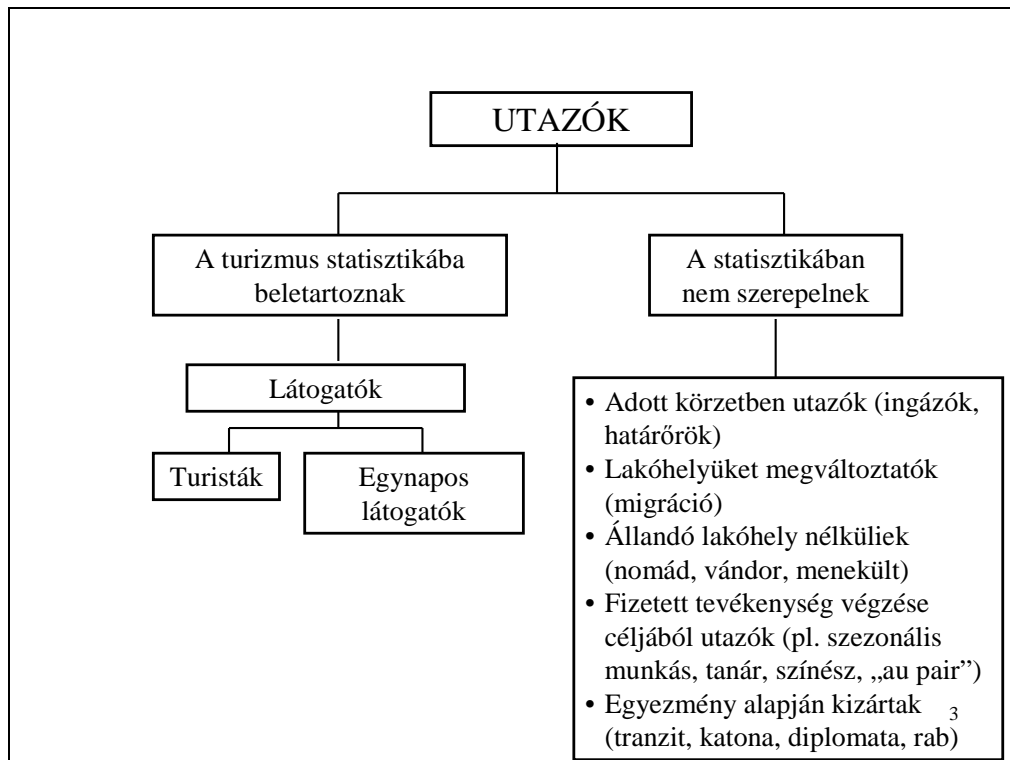 UTAZÓK
A turizmus statisztikába
beletartoznak
A statisztikában
nem szerepelnek
Látogatók
Turisták
Egynapos
látogatók
• Adott körzetben utazók (ingázók,
határőrök)
• Lakóhelyüket megváltoztatók
(migráció)
• Állandó lakóhely nélküliek
(nomád, vándor, menekült)
• Fizetett tevékenység végzése
céljából utazók (pl. szezonális
munkás, tanár, színész, „au pair”)
• Egyezmény alapján kizártak
(tranzit, katona, diplomata, rab)
3